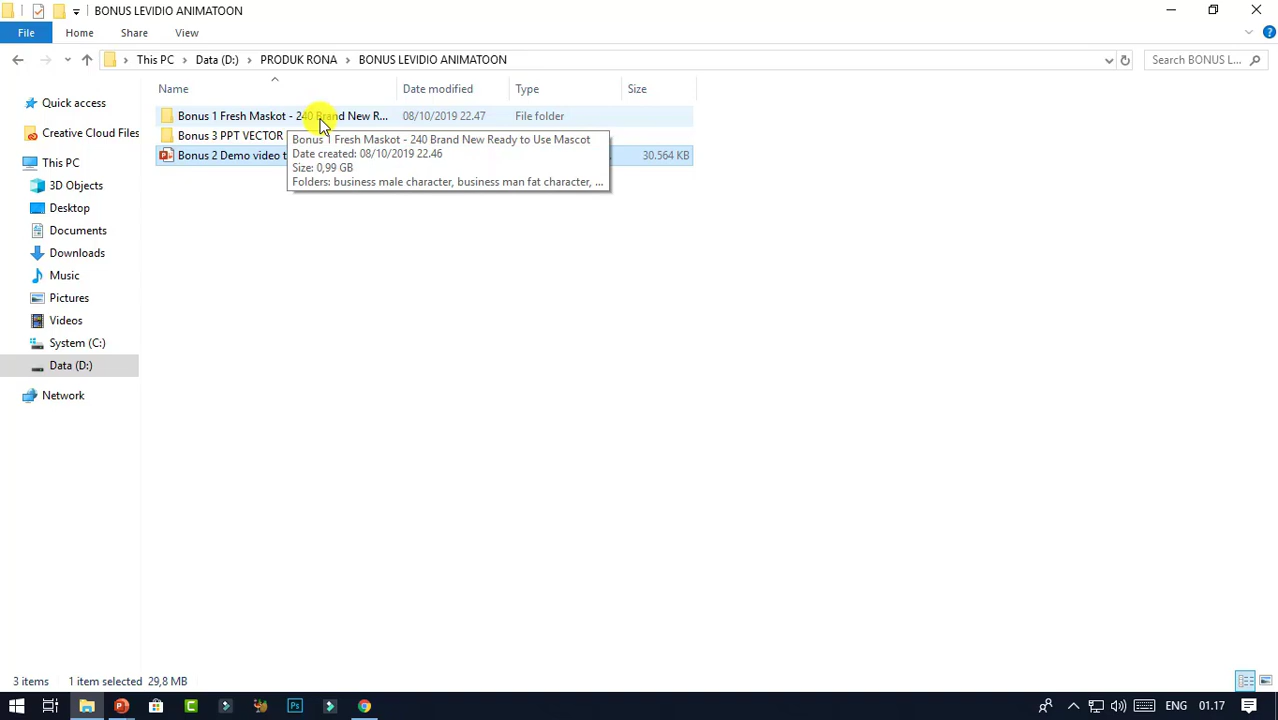 BONUS LEVIDIO ANIMATOON
File Home Share View
This PC Data (D:) PRODUK RONA BONUS LEVIDIO ANIMATOON Search BONUS L...
Name Date modified Type Size
Quick access
Creative Cloud Files
This PC
3D Objects
Desktop
Documents
Downloads
Music
Pictures
Videos
System (C:)
Data (D:)
Network
Bonus 1 Fresh Maskot - 240 Brand New R... 08/10/2019 22.47 File folder
Bonus 3 PPT VECTOR
Bonus 2 Demo video t 30.564 KB
Bonus 1 Fresh Maskot - 240 Brand New Ready to Use Mascot
Date created: 08/10/2019 22.46
Size: 0,99 GB
Folders: business male character, business man fat character, ...
3 items 1 item selected 29,8 MB
ENG 01.17